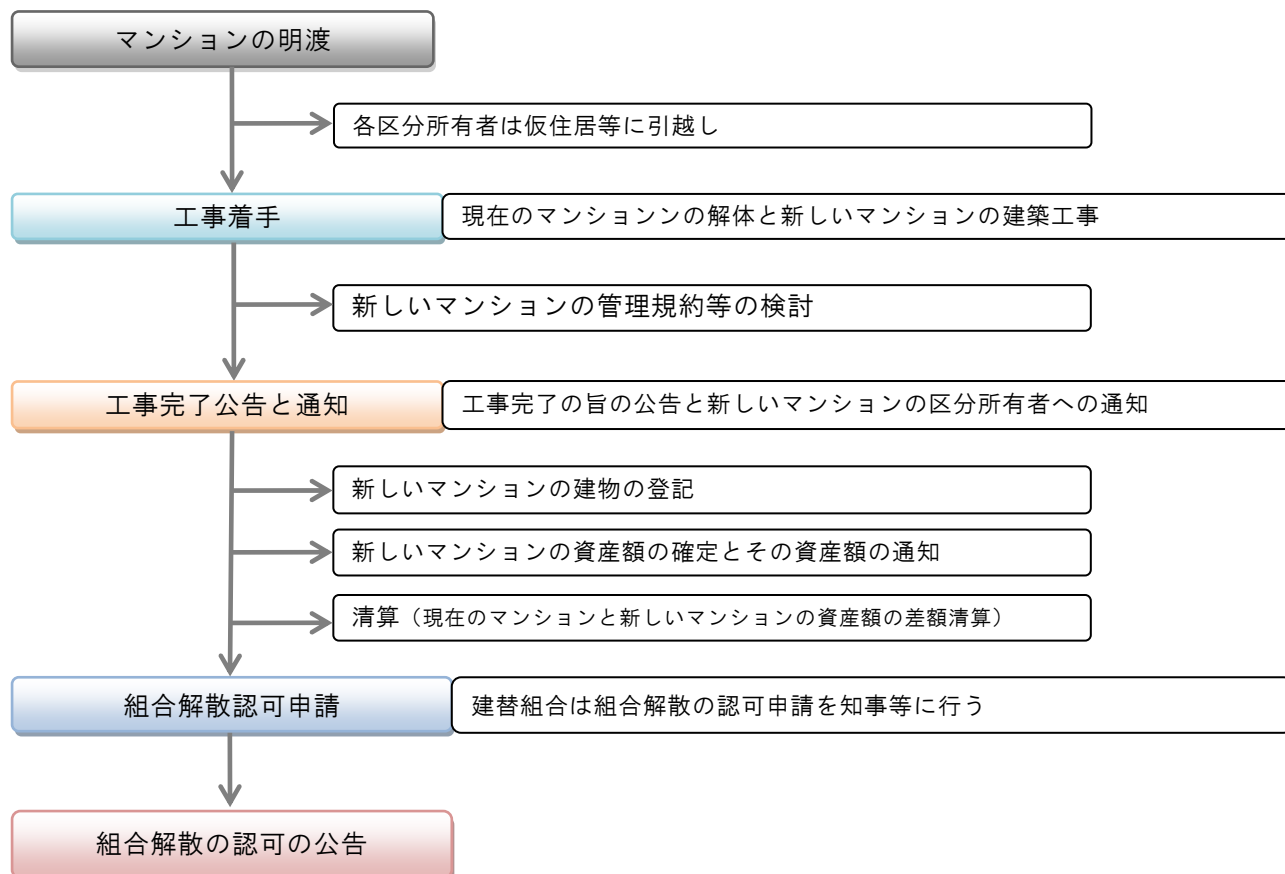 マンションの明渡
各区分所有者は仮住居等に引越し
工事着手
現在のマンションンの解体と新しいマンションの建築工事
新しいマンションの管理規約等の検討
工事完了公告と通知
工事完了の旨の公告と新しいマンションの区分所有者への通知
新しいマンションの建物の登記
新しいマンションの資産額の確定とその資産額の通知
清算（現在のマンションと新しいマンションの資産額の差額清算）
組合解散認可申請
建替組合は組合解散の認可申請を知事等に行う
組合解散の認可の公告